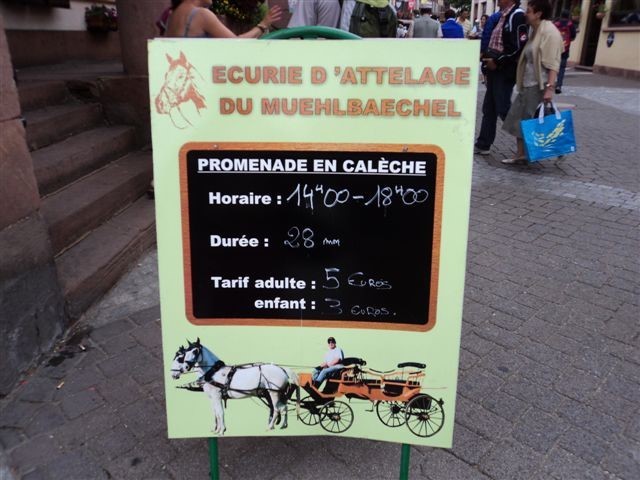 ECURIE D 'ATTELAGE
DU MUEHLBAECHEL
PROMENADE EN CALÈCHE
Horaire : 14H00-18H00
Durée : 28 mm
Tarif adulte : 5 Euros
enfant : 3 Euros.